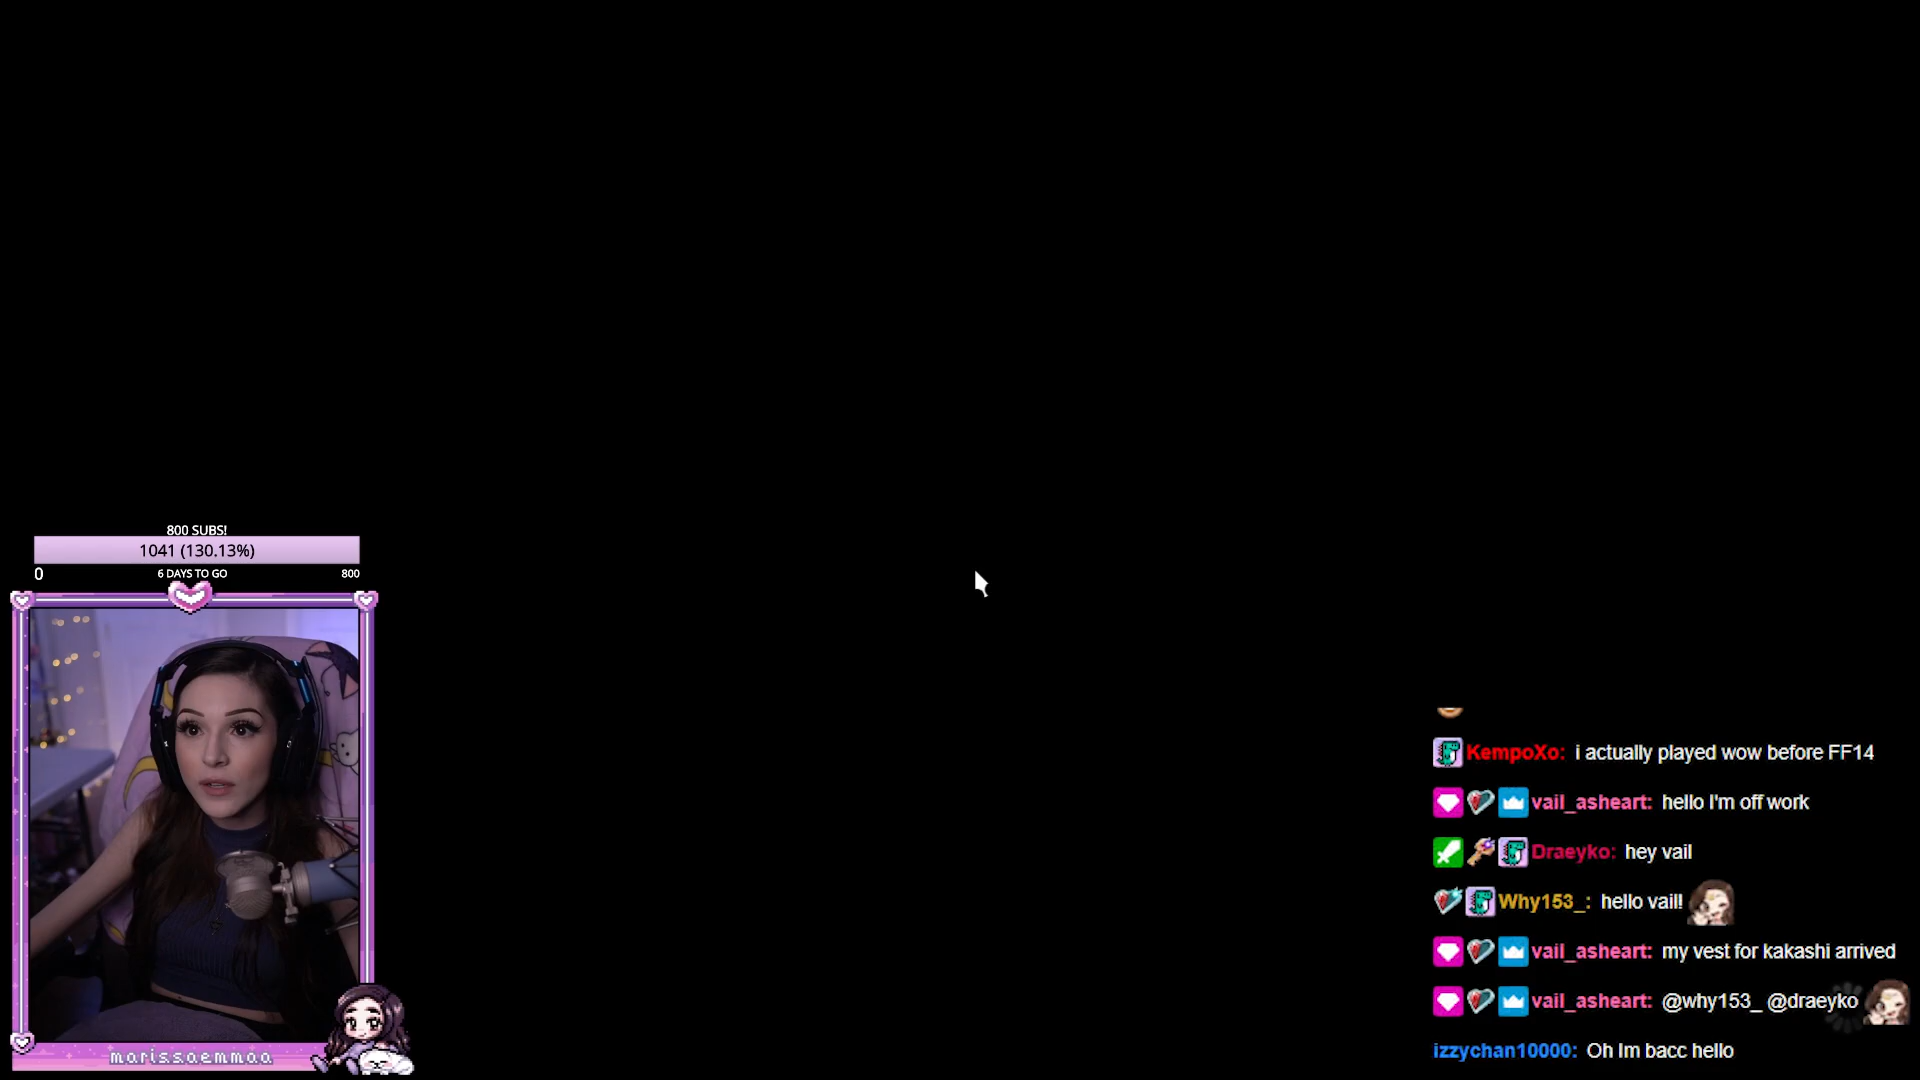 800 SUBS!
1041 (130.13%)
0 6 DAYS TO GO 800
marissaemmaa
KempoXo: i actually played wow before FF14
vail_asheart: hello I'm off work
Draeyko: hey vail
Why153_: hello vail!
vail_asheart: my vest for kakashi arrived
vail_asheart: @why153_ @draeyko
izzychan10000: Oh Im bacc hello